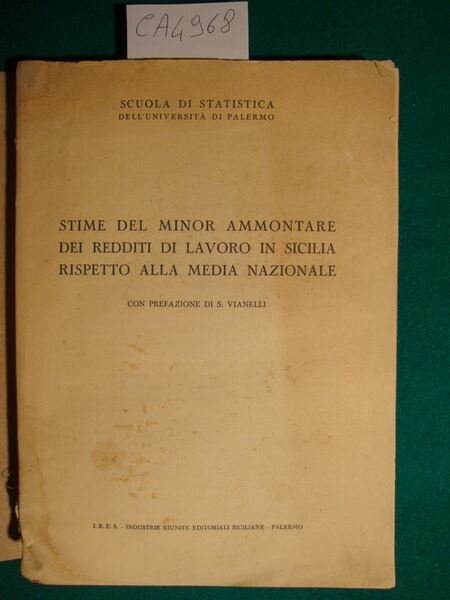 CA4968
SCUOLA DI STATISTICA
DELL'UNIVERSITÀ DI PALERMO
STIME DEL MINOR AMMONTARE
DEI REDDITI DI LAVORO IN SICILIA
RISPETTO ALLA MEDIA NAZIONALE
CON PREFAZIONE DI S. VIANELLI
I. R. E. S. - INDUSTRIE RIUNITE EDITORIALI SICILIANE - PALERMO